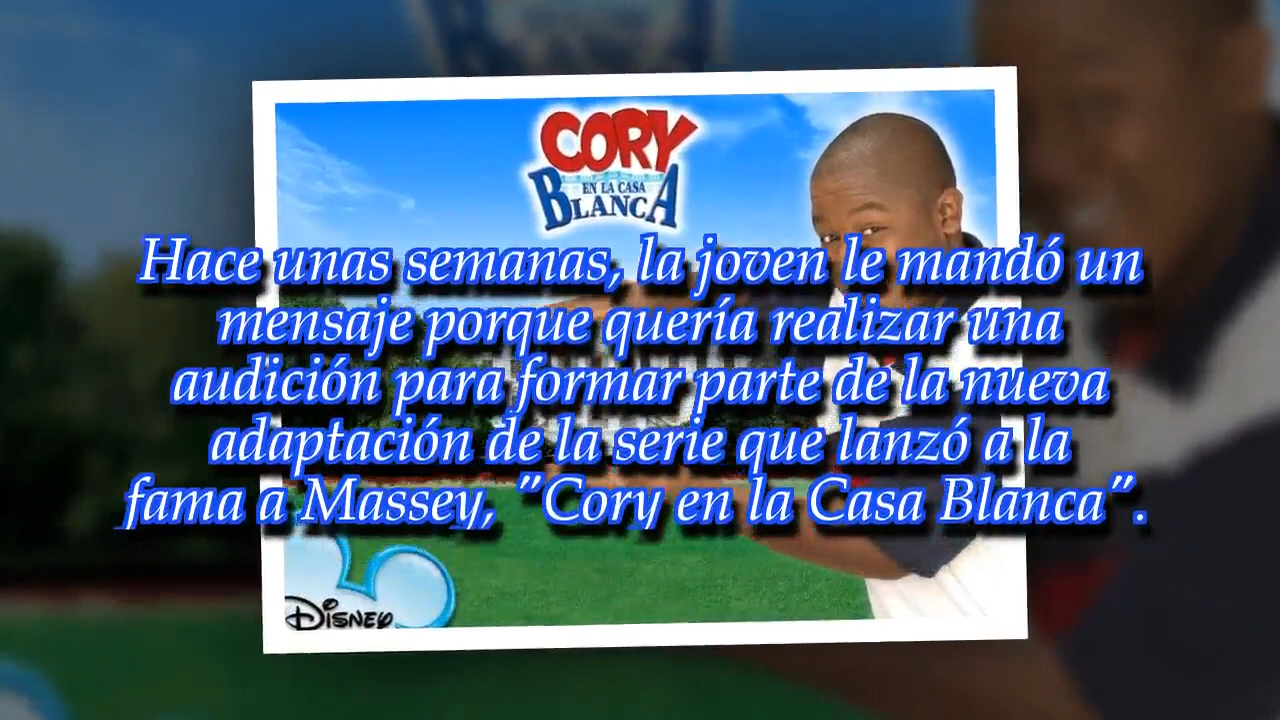 CORY
EN LA CASA
BLANCA
Hace unas semanas, la joven le mandó un
mensaje porque quería realizar una
audición para formar parte de la nueva
adaptación de la serie que lanzó a la
fama a Massey, "Cory en la Casa Blanca".
DISNEY